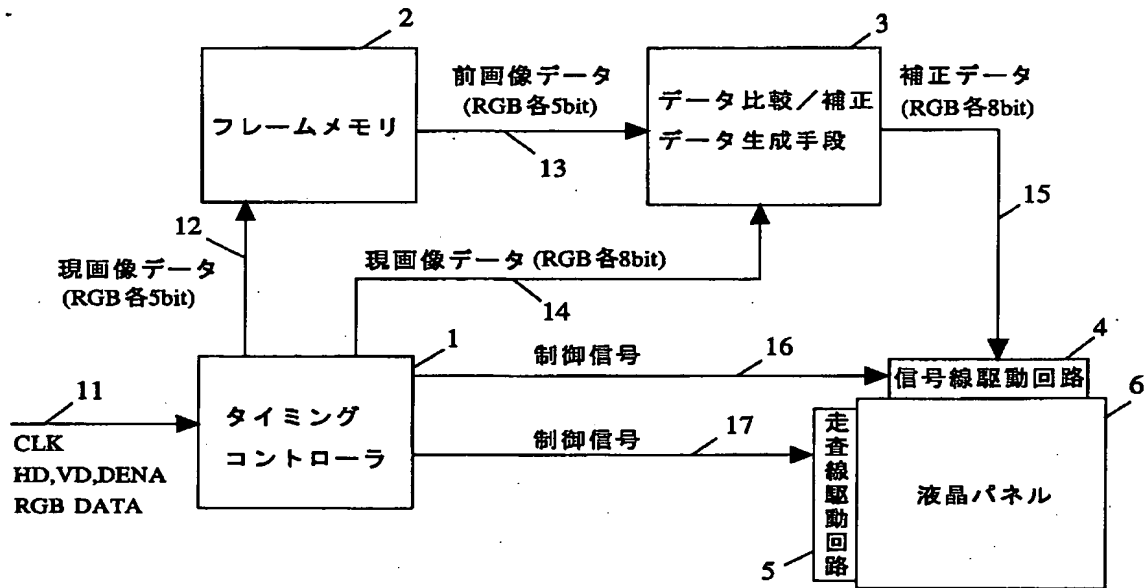 2
3
フレームメモリ
前画像データ
(RGB各5bit)
13
データ比較/補正
データ生成手段
補正データ
(RGB各8bit)
15
12
現画像データ
(RGB各5bit)
現画像データ(RGB各8bit)
14
1
制御信号
16
4
信号線駆動回路
6
11
CLK
HD,VD,DENA
RGB DATA
タイミング
コントローラ
制御信号
17
走査線駆動回路
5
液晶パネル